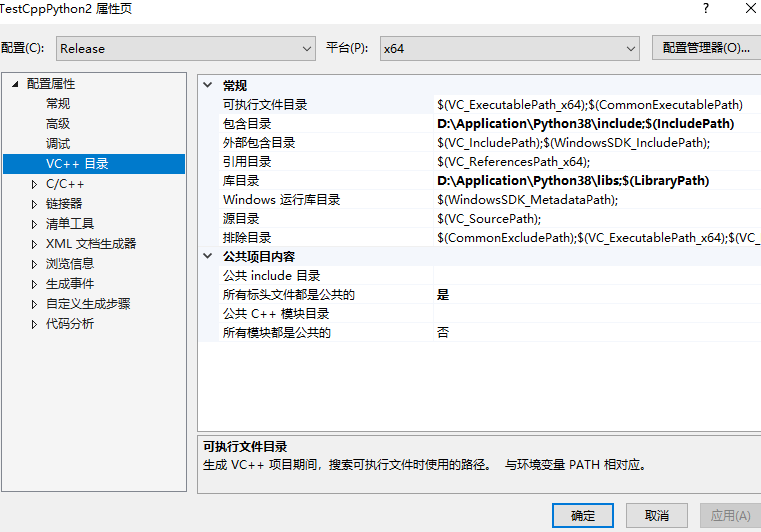 TestCppPython2 属性页
配置(C): Release 平台(P): x64 配置管理器(O)...
配置属性
常规
高级
调试
VC++ 目录
C/C++
链接器
清单工具
XML 文档生成器
浏览信息
生成事件
自定义生成步骤
代码分析
常规
可执行文件目录 $(VC_ExecutablePath_x64);$(CommonExecutablePath)
包含目录 D:\Application\Python38\include;$(IncludePath)
外部包含目录 $(VC_IncludePath);$(WindowsSDK_IncludePath);
引用目录 $(VC_ReferencesPath_x64);
库目录 D:\Application\Python38\libs;$(LibraryPath)
Windows 运行库目录 $(WindowsSDK_MetadataPath);
源目录 $(VC_SourcePath);
排除目录 $(CommonExcludePath);$(VC_ExecutablePath_x64);$(VC_
公共项目内容
公共 include 目录
所有标头文件都是公共的 是
公共 C++ 模块目录
所有模块都是公共的 否
可执行文件目录
生成 VC++ 项目期间，搜索可执行文件时使用的路径。 与环境变量 PATH 相对应。
确定 取消 应用(A)